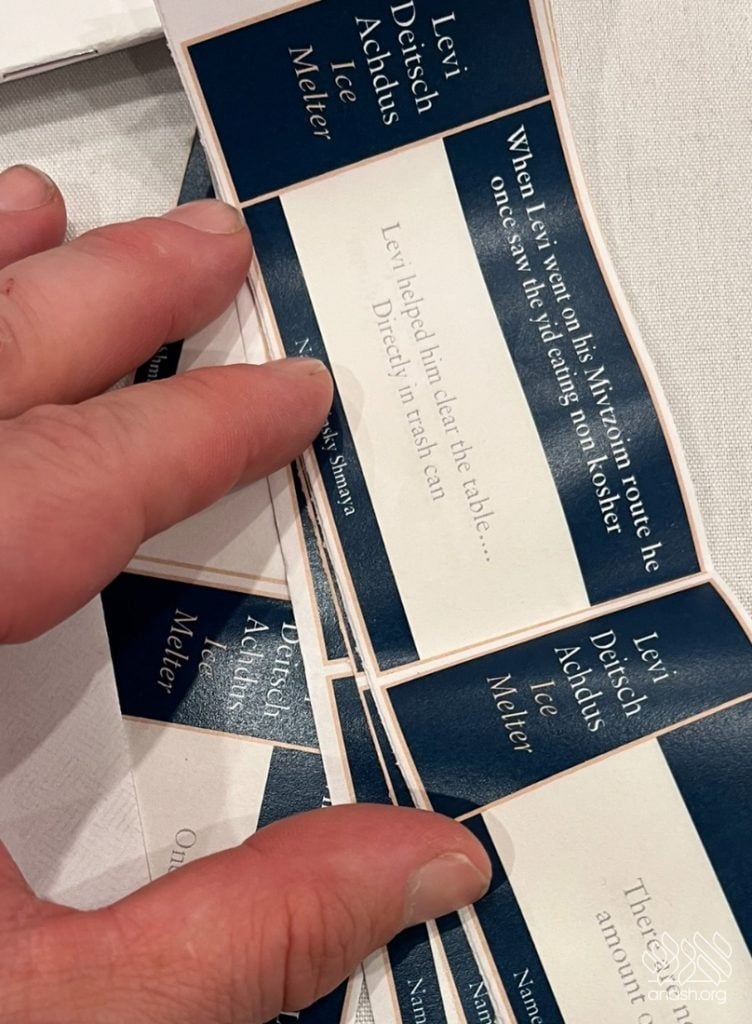 Levi
Deitsch
Achdus
Ice
Melter
When Levi went on his Mivtzoim route he
once saw the yid eating non kosher
Levi helped him clear the table....
Directly in trash can
Shmaya
Levi
Deitsch
Achdus
Ice
Melter
There are
amount
Name
Deitsch
Achdus
Ice
Melter
anash.org